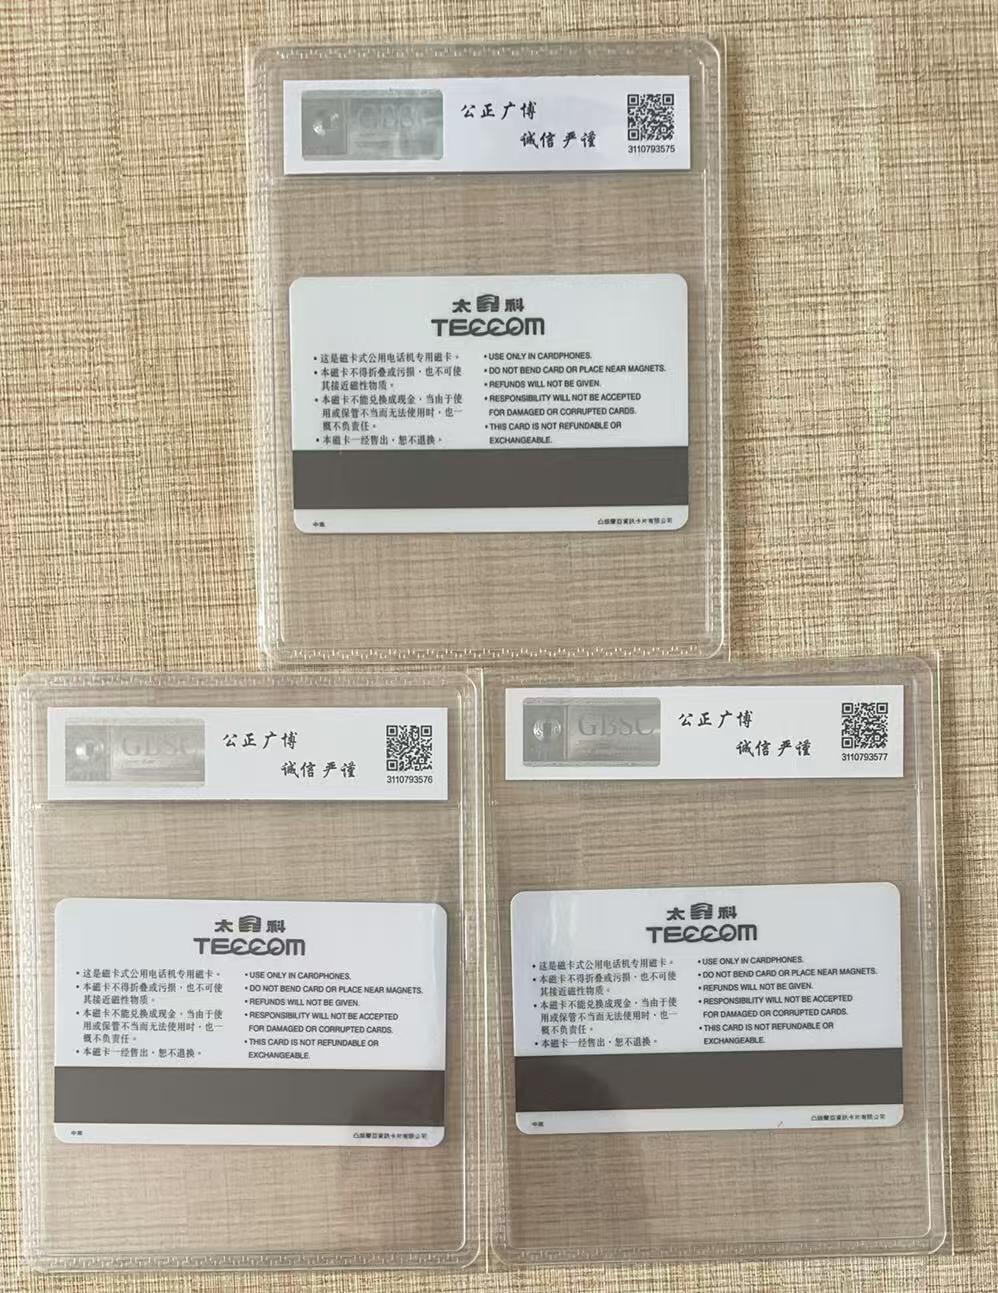 公正广博
诚信严谨
3110793575
太 科
TECCOM
• 这是磁卡式公用电话机专用磁卡。
• 本磁卡不得折叠或污损，也不可使
其接近磁性物质。
• 本磁卡不能兑换成现金，当由于使
用或保管不当而无法使用时，也一
概不负责任。
• 本磁卡一经售出，恕不退换。
• USE ONLY IN CARDPHONES.
• DO NOT BEND CARD OR PLACE NEAR MAGNETS.
• REFUNDS WILL NOT BE GIVEN.
• RESPONSIBILITY WILL NOT BE ACCEPTED
FOR DAMAGED OR CORRUPTED CARDS.
• THIS CARD IS NOT REFUNDABLE OR
EXCHANGEABLE.
GBSC
公正广博
诚信严谨
3110793576
太 科
TECCOM
• 这是磁卡式公用电话机专用磁卡。
• 本磁卡不得折叠或污损，也不可使
其接近磁性物质。
• 本磁卡不能兑换成现金，当由于使
用或保管不当而无法使用时，也一
概不负责任。
• 本磁卡一经售出，恕不退换。
• USE ONLY IN CARDPHONES.
• DO NOT BEND CARD OR PLACE NEAR MAGNETS.
• REFUNDS WILL NOT BE GIVEN.
• RESPONSIBILITY WILL NOT BE ACCEPTED
FOR DAMAGED OR CORRUPTED CARDS.
• THIS CARD IS NOT REFUNDABLE OR
EXCHANGEABLE.
GBSC
公正广博
诚信严谨
3110793577
太 科
TECCOM
• 这是磁卡式公用电话机专用磁卡。
• 本磁卡不得折叠或污损，也不可使
其接近磁性物质。
• 本磁卡不能兑换成现金，当由于使
用或保管不当而无法使用时，也一
概不负责任。
• 本磁卡一经售出，恕不退换。
• USE ONLY IN CARDPHONES.
• DO NOT BEND CARD OR PLACE NEAR MAGNETS.
• REFUNDS WILL NOT BE GIVEN.
• RESPONSIBILITY WILL NOT BE ACCEPTED
FOR DAMAGED OR CORRUPTED CARDS.
• THIS CARD IS NOT REFUNDABLE OR
EXCHANGEABLE.